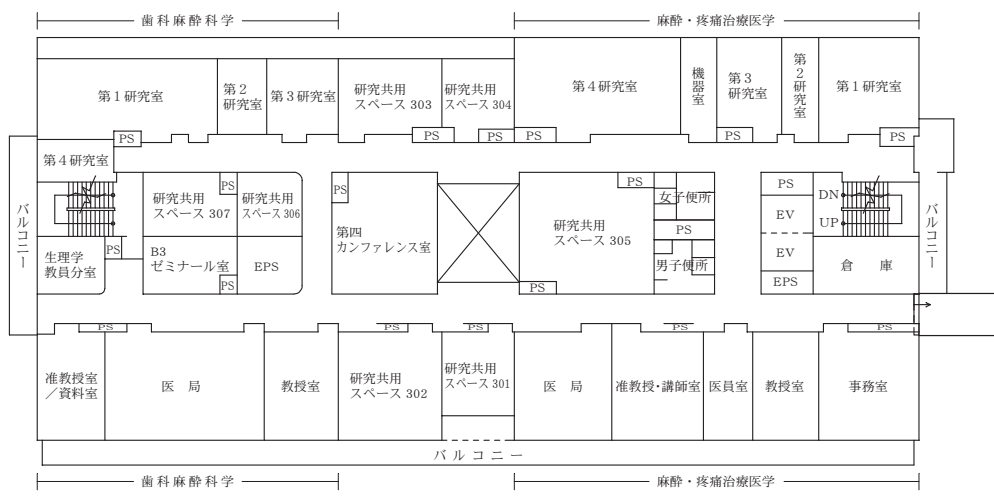 歯科麻酔科学
麻酔・疼痛治療医学
第1研究室
第2
研究室
第3研究室
研究共用
スペース 303
研究共用
スペース 304
第4研究室
機器室
第3
研究室
第2研究室
第1研究室
PS
PS
PS
PS
PS
PS
第4研究室
バルコニー
生理学
教員分室
PS
研究共用
スペース 307
PS
研究共用
スペース 306
B3
ゼミナール室
PS
EPS
PS
第四
カンファレンス室
PS
研究共用
スペース 305
PS
女子便所
PS
男子便所
PS
EV
EV
EPS
DN
UP
倉庫
バルコニー
PS
PS
PS
PS
PS
准教授室
／資料室
医局
教授室
研究共用
スペース 302
研究共用
スペース 301
医局
准教授・講師室
医員室
教授室
事務室
バルコニー
歯科麻酔科学
麻酔・疼痛治療医学